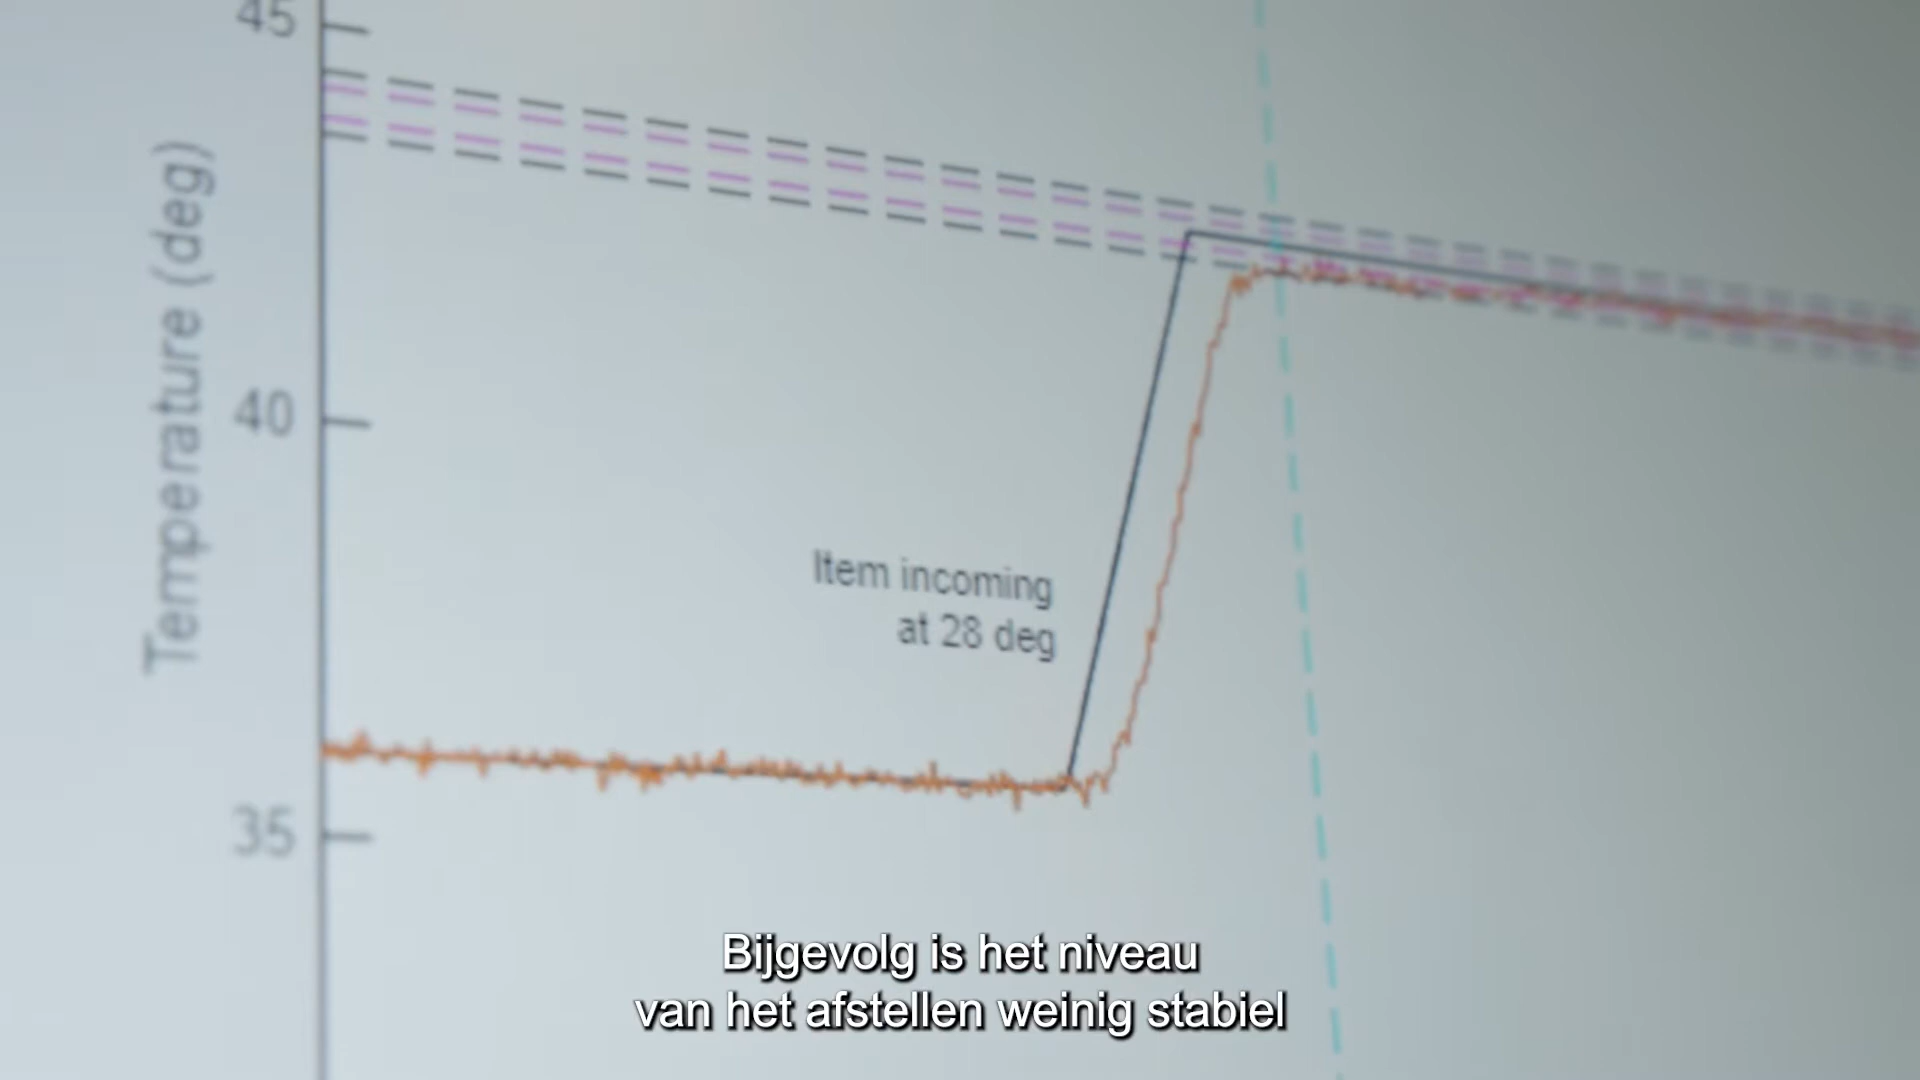 45
Temperature (deg)
40
Item incoming
at 28 deg
35
Bijgevolg is het niveau
van het afstellen weinig stabiel